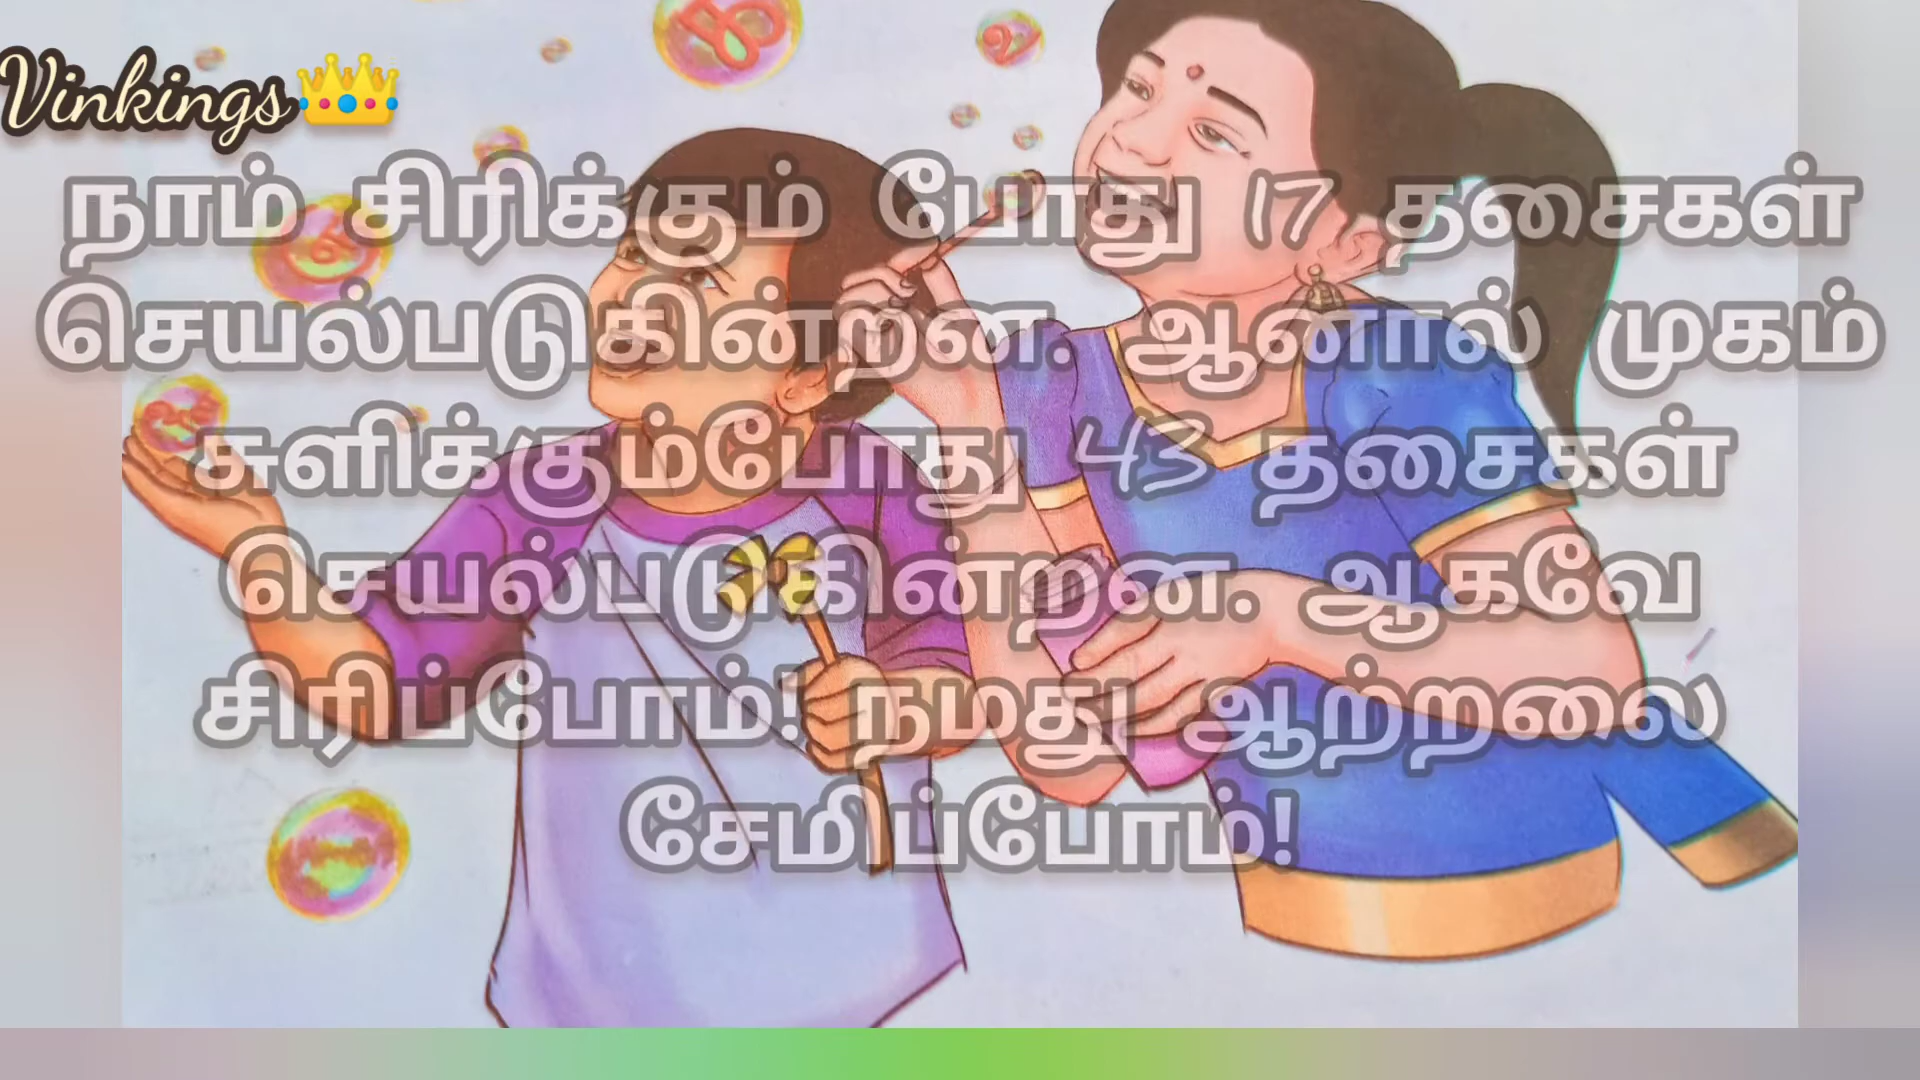 Vinkings👑
நாம் சிரிக்கும் போது 17 தசைகள்
செயல்படுகின்றன. ஆனால் முகம்
சுளிக்கும்போது 43 தசைகள்
செயல்படுகின்றன. ஆகவே
சிரிப்போம்! நமது ஆற்றலை
சேமிப்போம்!